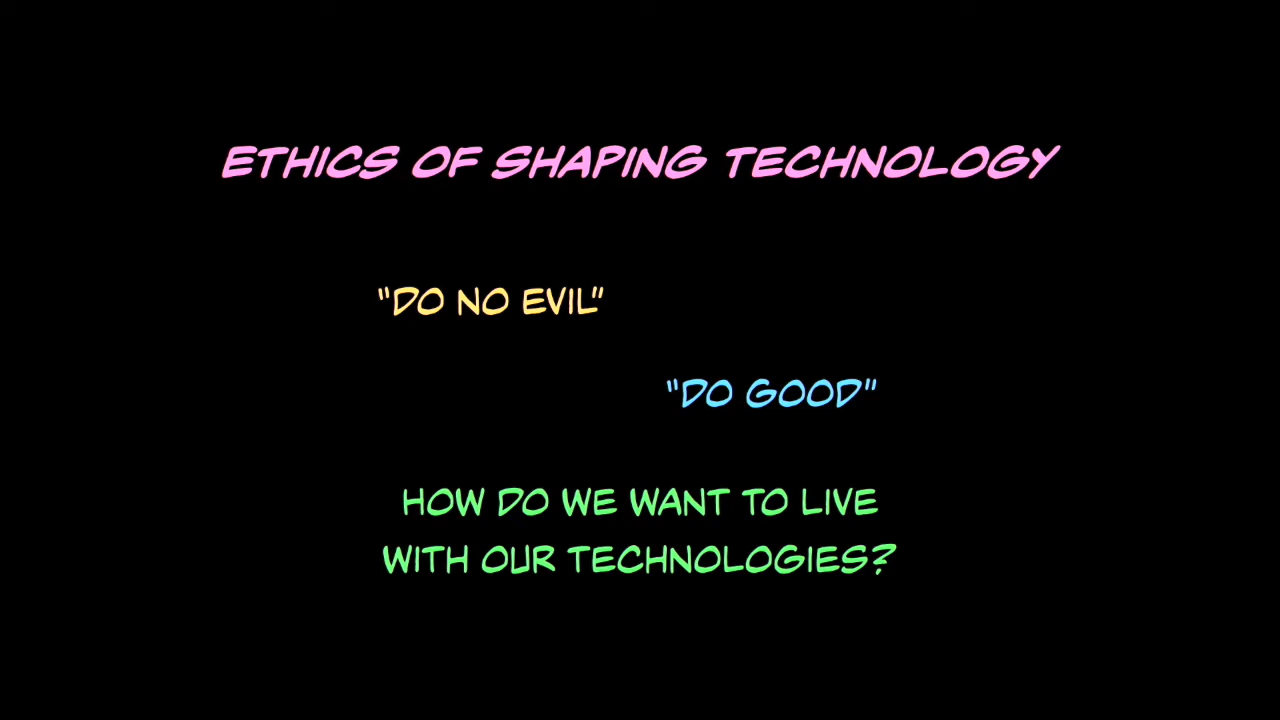 ETHICS OF SHAPING TECHNOLOGY
"DO NO EVIL"
"DO GOOD"
HOW DO WE WANT TO LIVE
WITH OUR TECHNOLOGIES?